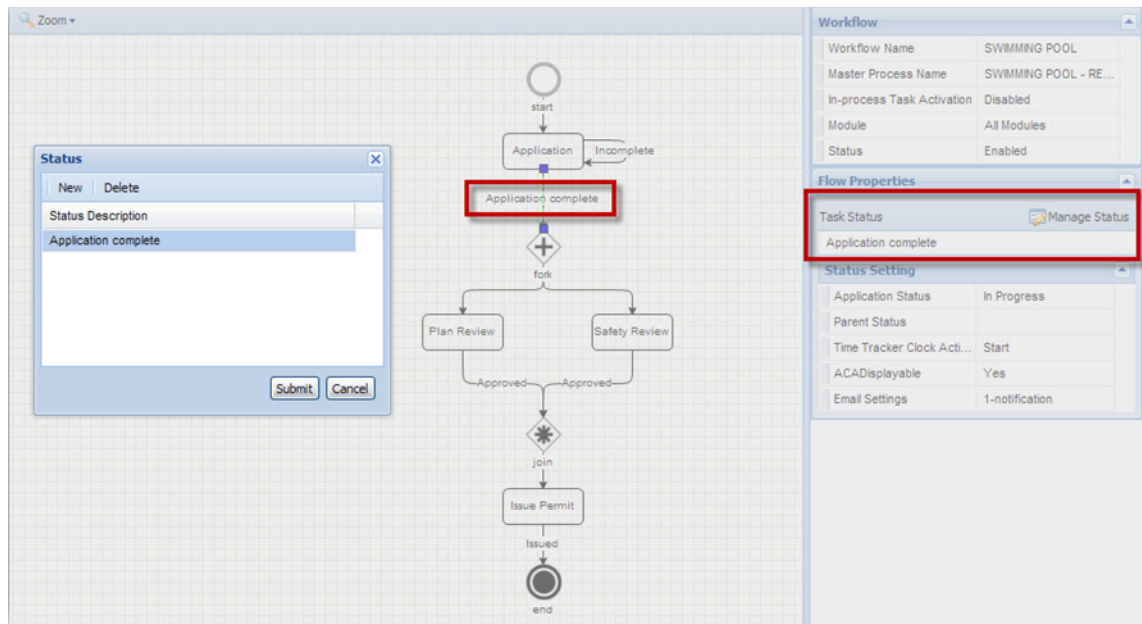 Zoom
start
Application
Incomplete
Application complete
fork
Plan Review
Safety Review
Approved
Approved
join
Issue Permit
Issued
end
Status
New Delete
Status Description
Application complete
Submit Cancel
Workflow
Workflow Name SWIMMING POOL
Master Process Name SWIMMING POOL - RE...
In-process Task Activation Disabled
Module All Modules
Status Enabled
Flow Properties
Task Status Manage Status
Application complete
Status Setting
Application Status In Progress
Parent Status
Time Tracker Clock Acti... Start
ACADisplayable Yes
Email Settings 1-notification